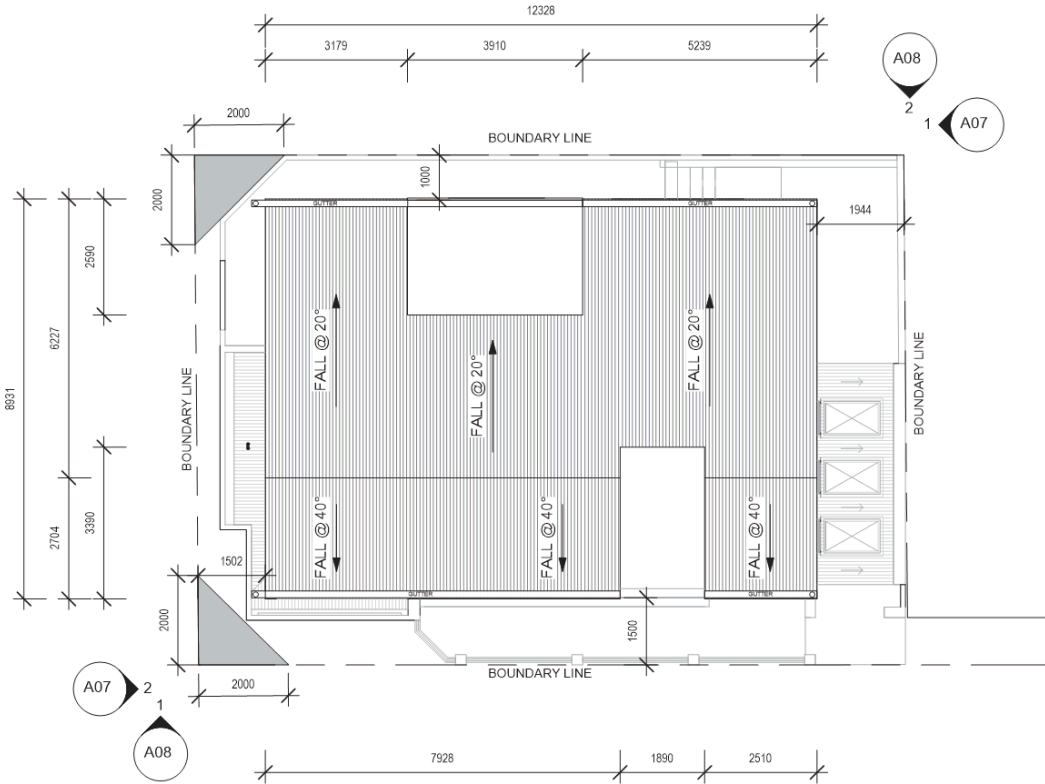 12328
3179
3910
5239
A08
2
1
A07
2000
BOUNDARY LINE
1000
2000
GUTTER
GUTTER
1944
2590
6227
8931
FALL @ 20°
FALL @ 20°
FALL @ 20°
BOUNDARY LINE
BOUNDARY LINE
3390
2704
FALL @ 40°
FALL @ 40°
FALL @ 40°
1502
GUTTER
GUTTER
2000
1500
BOUNDARY LINE
2000
A07
2
1
A08
7928
1890
2510